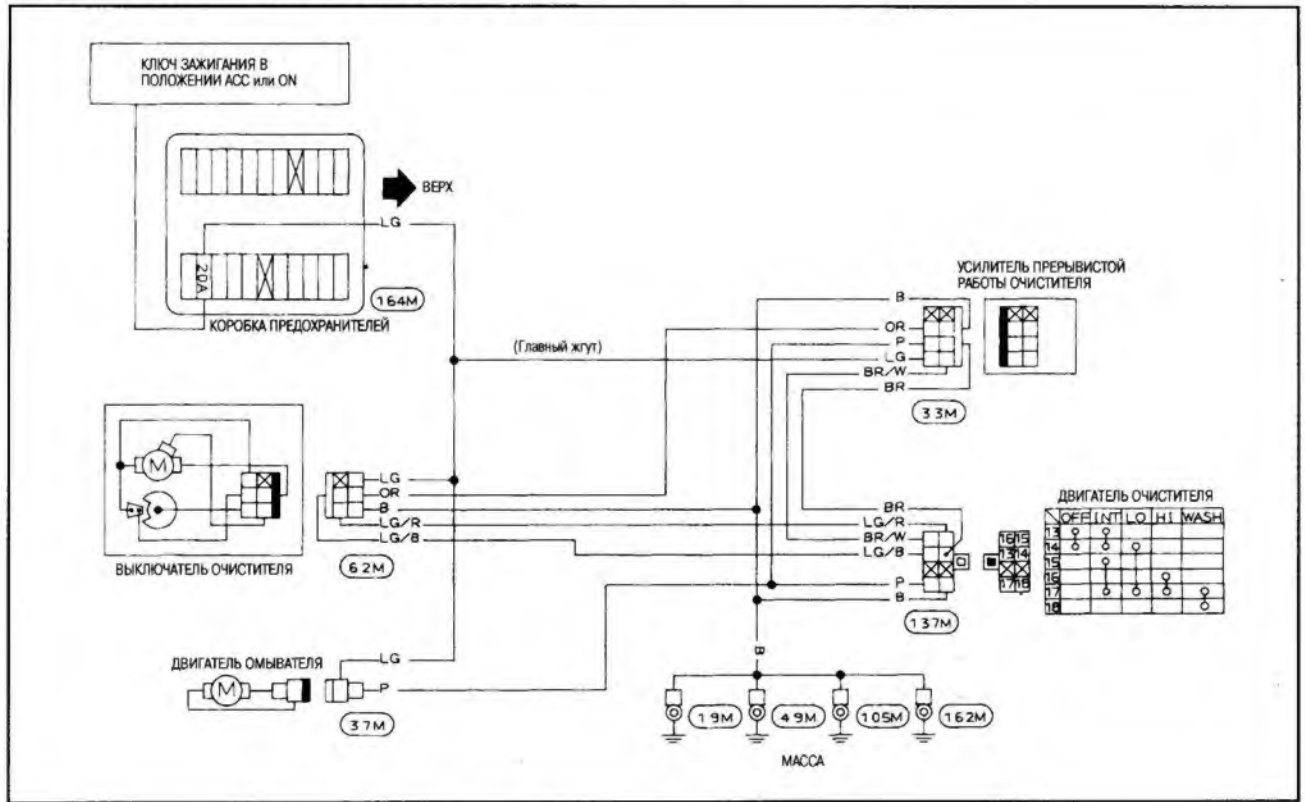 КЛЮЧ ЗАЖИГАНИЯ В
ПОЛОЖЕНИИ АСС или ON
ВЕРХ
LG
20A
164M
КОРОБКА ПРЕДОХРАНИТЕЛЕЙ
(Главный жгут)
УСИЛИТЕЛЬ ПРЕРЫВИСТОЙ
РАБОТЫ ОЧИСТИТЕЛЯ
B
OR
P
LG
BR/W
BR
33M
M
LG
OR
B
LG/R
LG/B
62M
ВЫКЛЮЧАТЕЛЬ ОЧИСТИТЕЛЯ
BR
LG/R
BR/W
LG/B
P
B
137M
16 15
13 14
17 18
ДВИГАТЕЛЬ ОЧИСТИТЕЛЯ
OFF INT LO HI WASH
13
14
15
16
17
18
ДВИГАТЕЛЬ ОМЫВАТЕЛЯ
M
LG
P
37M
B
19M 49M 105M 162M
МАССА